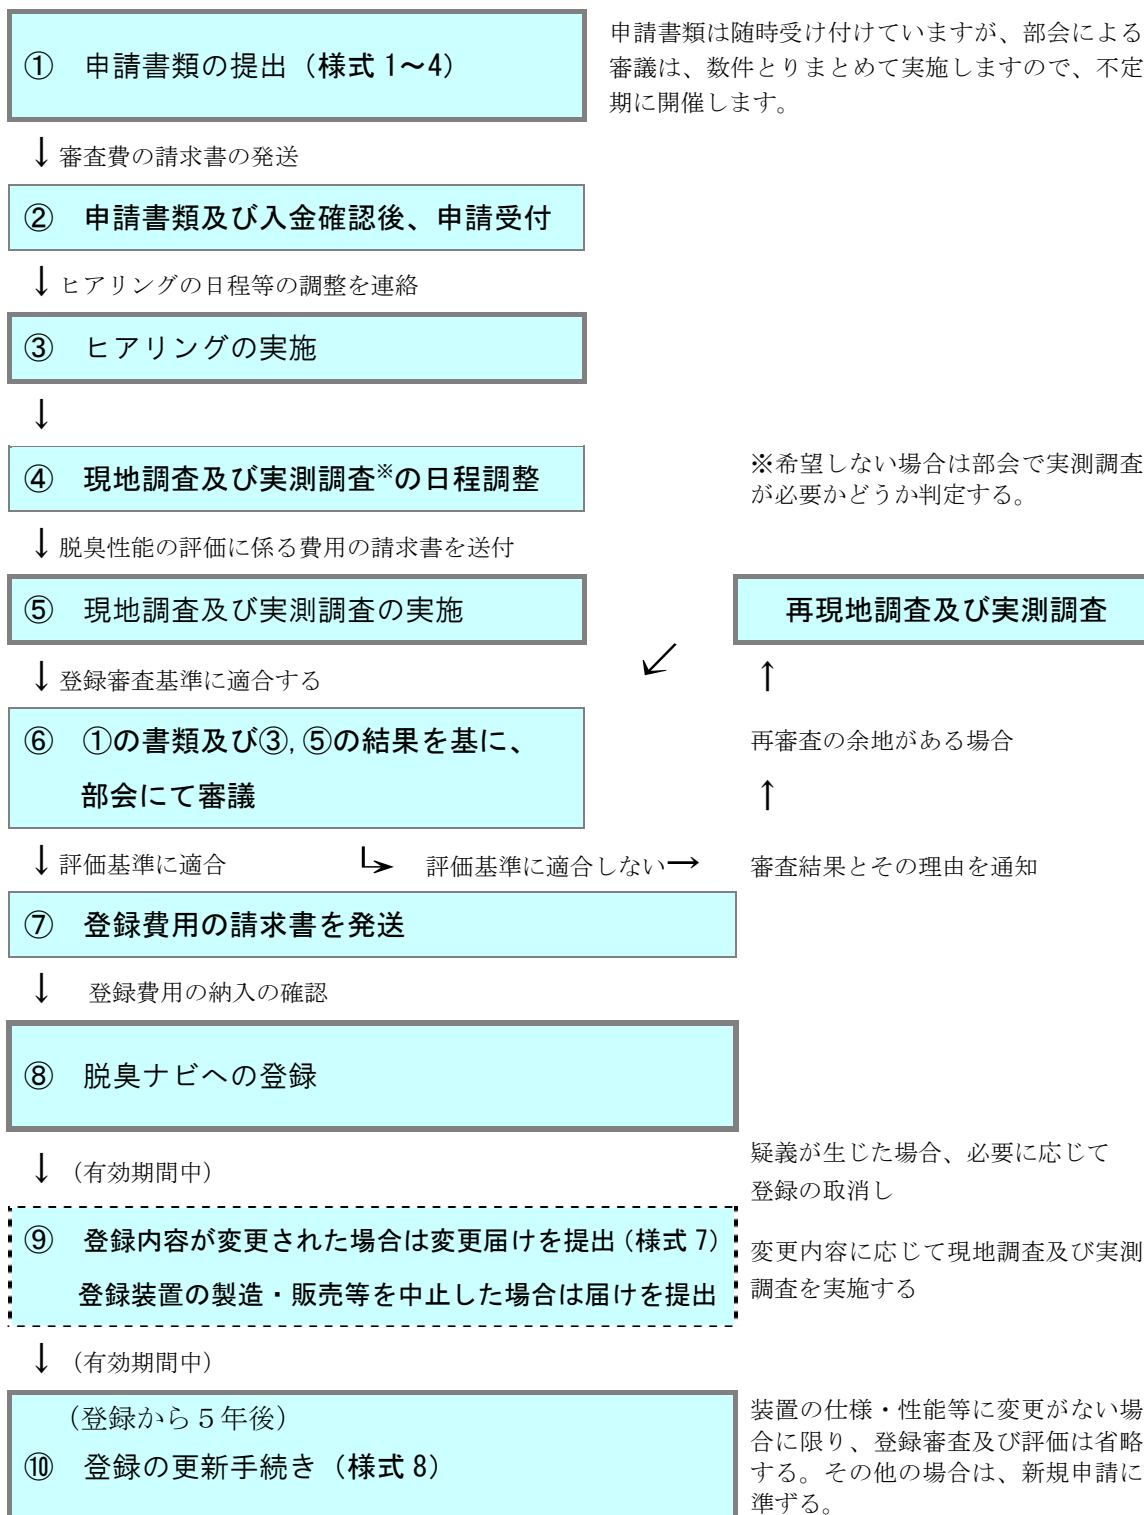 ① 申請書類の提出（様式 1～4）
申請書類は随時受け付けていますが、部会による
審議は、数件とりまとめて実施しますので、不定
期に開催します。
↓審査費の請求書の発送
② 申請書類及び入金確認後、申請受付
↓ヒアリングの日程等の調整を連絡
③ ヒアリングの実施
↓
④ 現地調査及び実測調査※の日程調整
※希望しない場合は部会で実測調査
が必要かどうか判定する。
↓脱臭性能の評価に係る費用の請求書を送付
⑤ 現地調査及び実測調査の実施
再現地調査及び実測調査
↓登録審査基準に適合する
↙
↑
⑥ ①の書類及び③,⑤の結果を基に、
部会にて審議
再審査の余地がある場合
↑
↓評価基準に適合
↳ 評価基準に適合しない→
審査結果とその理由を通知
⑦ 登録費用の請求書を発送
↓ 登録費用の納入の確認
⑧ 脱臭ナビへの登録
↓（有効期間中）
疑義が生じた場合、必要に応じて
登録の取消し
⑨ 登録内容が変更された場合は変更届けを提出（様式 7）
登録装置の製造・販売等を中止した場合は届けを提出
変更内容に応じて現地調査及び実測
調査を実施する
↓（有効期間中）
（登録から５年後）
⑩ 登録の更新手続き（様式 8）
装置の仕様・性能等に変更がない場
合に限り、登録審査及び評価は省略
する。その他の場合は、新規申請に
準ずる。